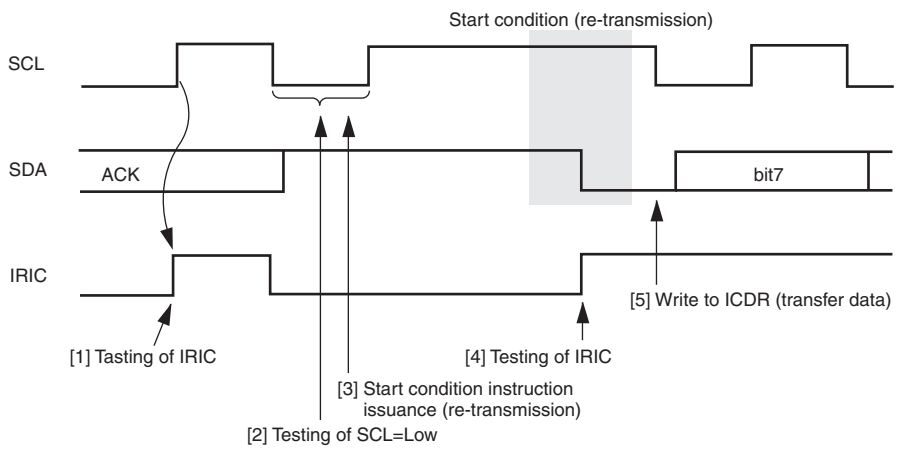 Start condition (re-transmission)
SCL
SDA
ACK
bit7
IRIC
[5] Write to ICDR (transfer data)
[1] Tasting of IRIC
[4] Testing of IRIC
[3] Start condition instruction
issuance (re-transmission)
[2] Testing of SCL=Low